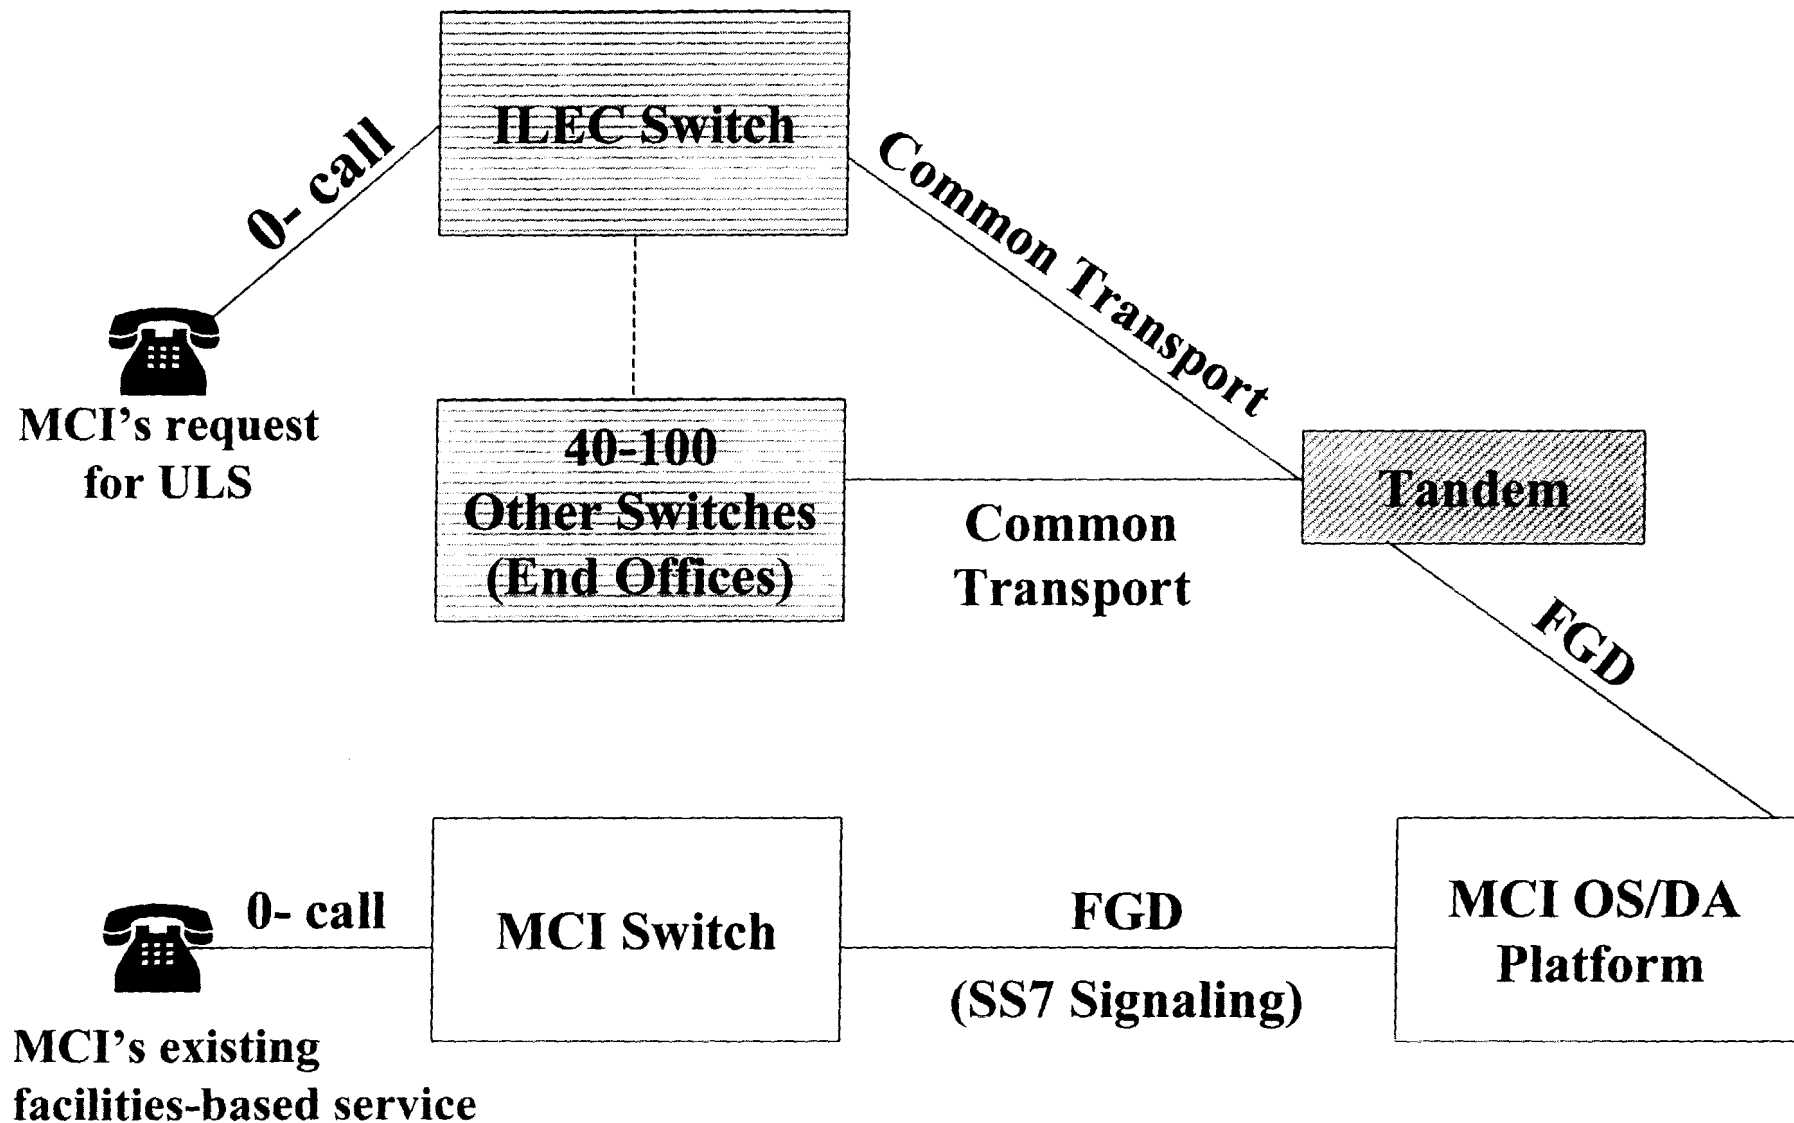 ILEC Switch
0- call
Common Transport
MCI's request
for ULS
40-100
Other Switches
(End Offices)
Common
Transport
Tandem
FGD
0- call
MCI Switch
FGD
(SS7 Signaling)
MCI OS/DA
Platform
MCI's existing
facilities-based service